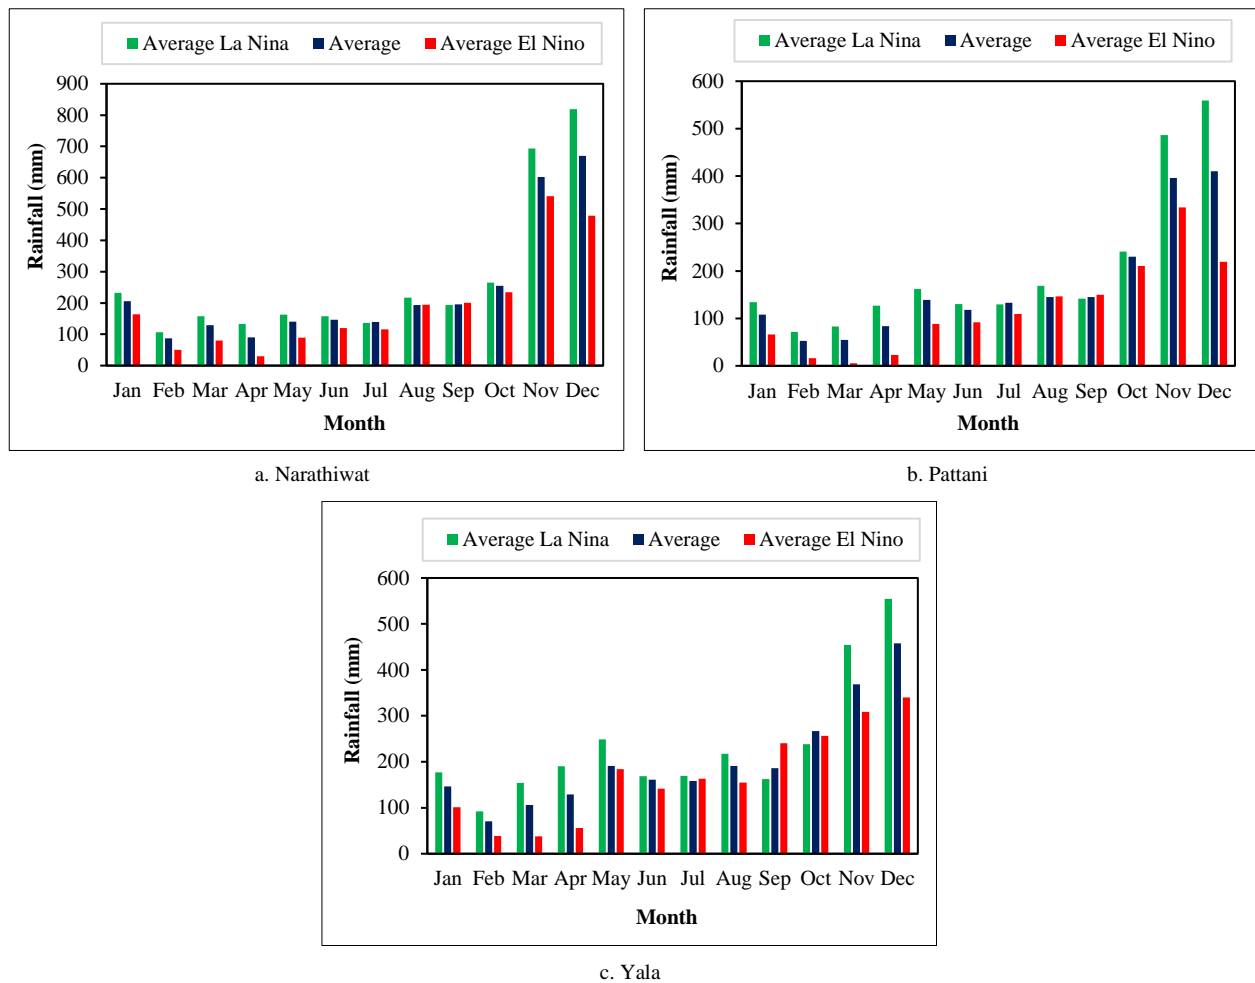 Average La Nina Average Average El Nino
900
800
700
600
500
400
300
200
100
0
Rainfall (mm)
Jan Feb Mar Apr May Jun Jul Aug Sep Oct Nov Dec
Month
a. Narathiwat
Average La Nina Average Average El Nino
600
500
400
300
200
100
0
Rainfall (mm)
Jan Feb Mar Apr May Jun Jul Aug Sep Oct Nov Dec
Month
b. Pattani
Average La Nina Average Average El Nino
600
500
400
300
200
100
0
Rainfall (mm)
Jan Feb Mar Apr May Jun Jul Aug Sep Oct Nov Dec
Month
c. Yala